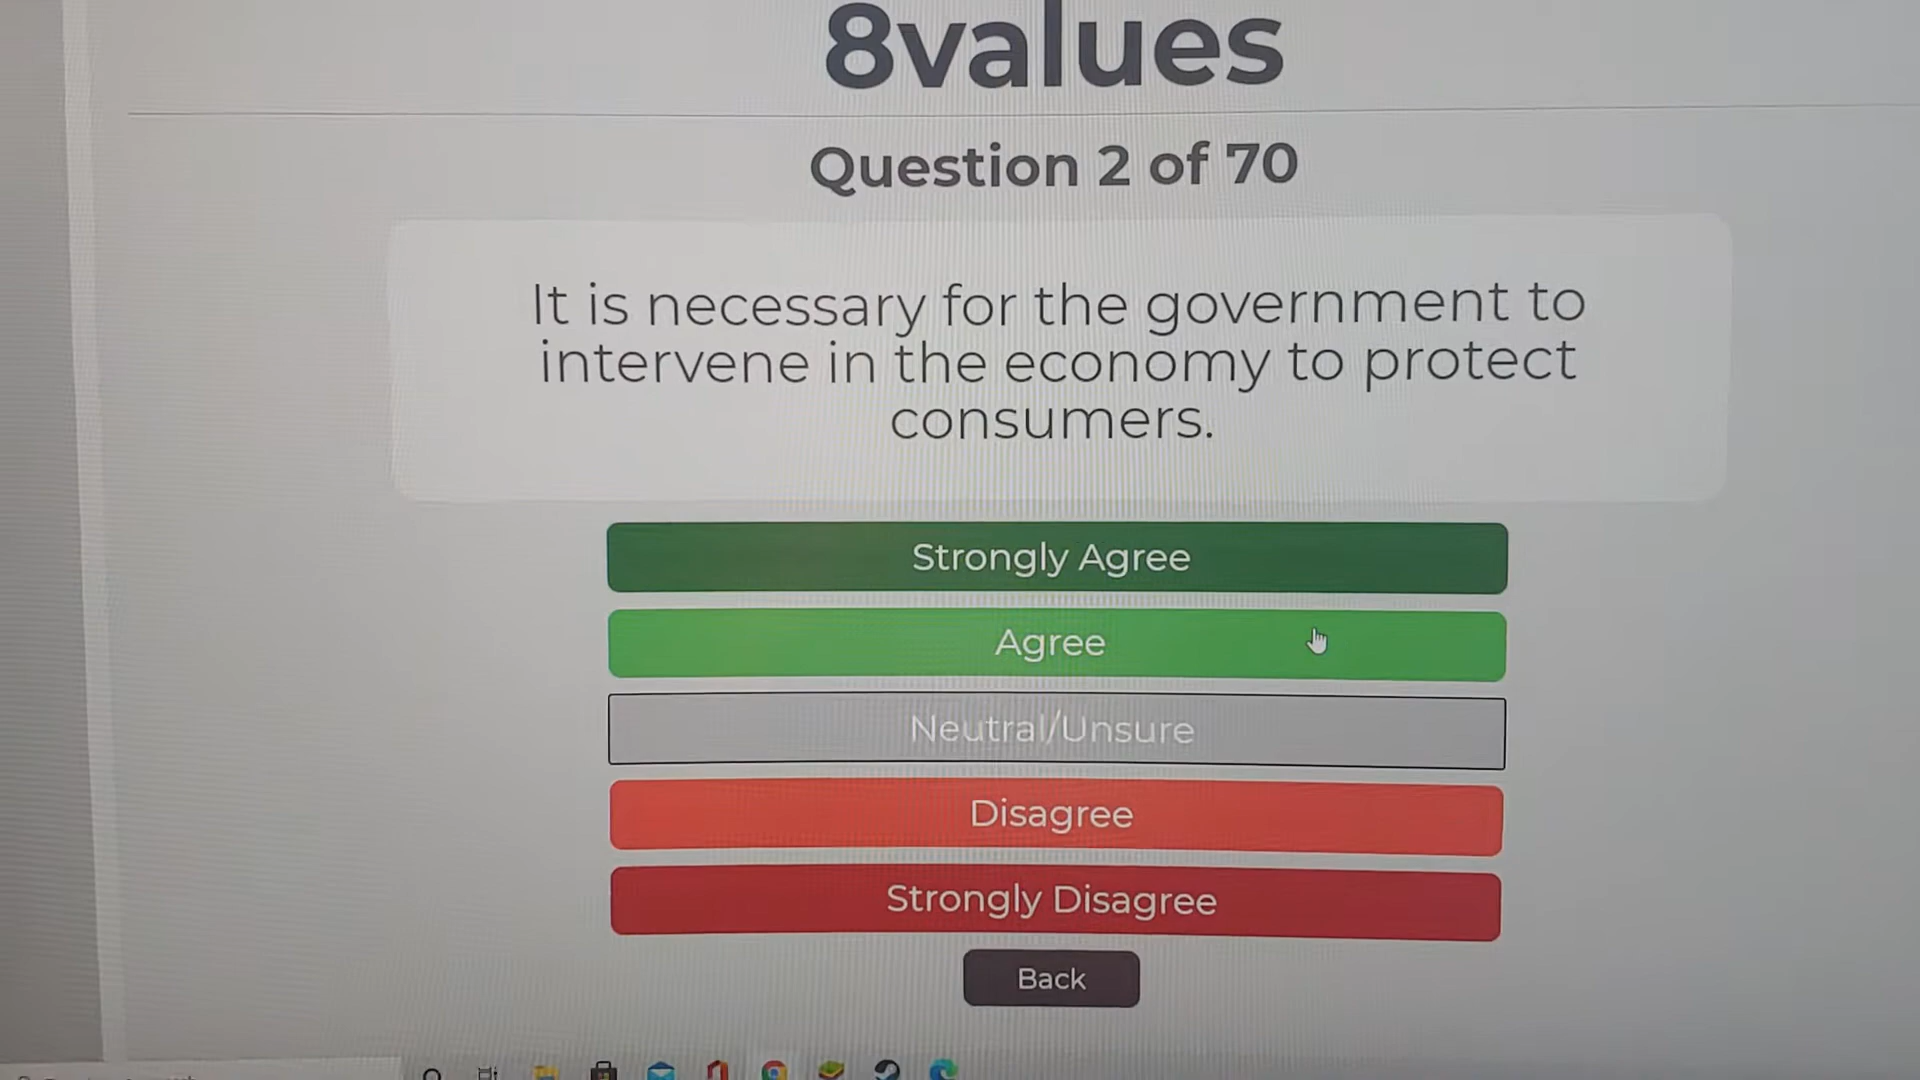 8values
Question 2 of 70
It is necessary for the government to
intervene in the economy to protect
consumers.
Strongly Agree
Agree
Neutral/Unsure
Disagree
Strongly Disagree
Back